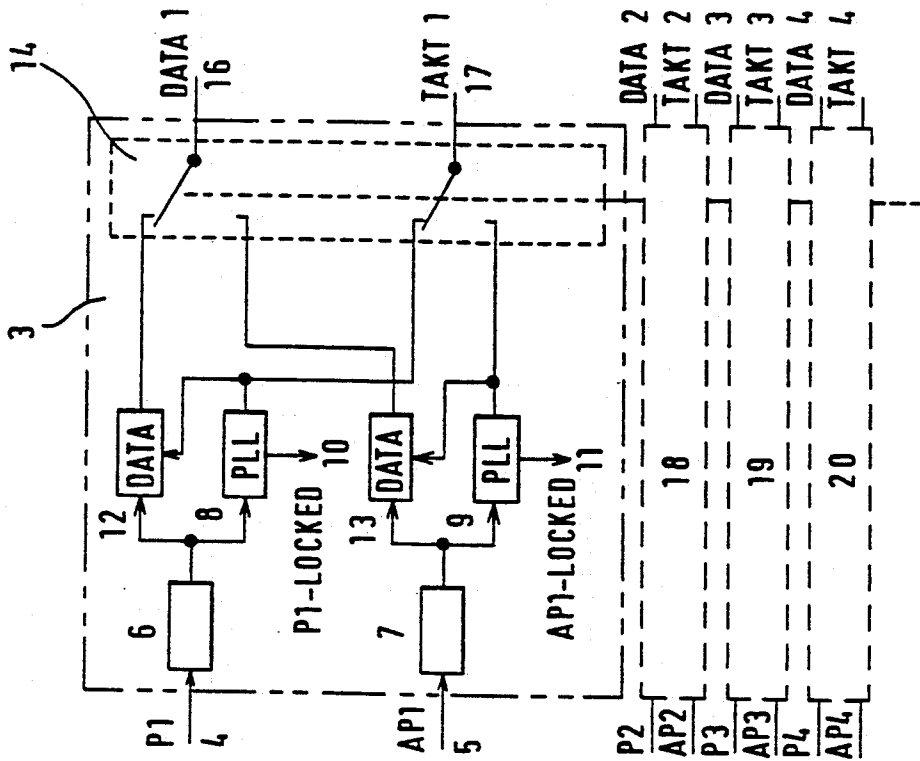 14
DATA 1
16
3
TAKT 1
17
12
DATA
8
PLL
P1-LOCKED
10
13
DATA
9
PLL
AP1-LOCKED
11
6
7
P1
4
AP1
5
P2
AP2
18
DATA 2
TAKT 2
P3
AP3
19
DATA 3
TAKT 3
P4
AP4
20
DATA 4
TAKT 4